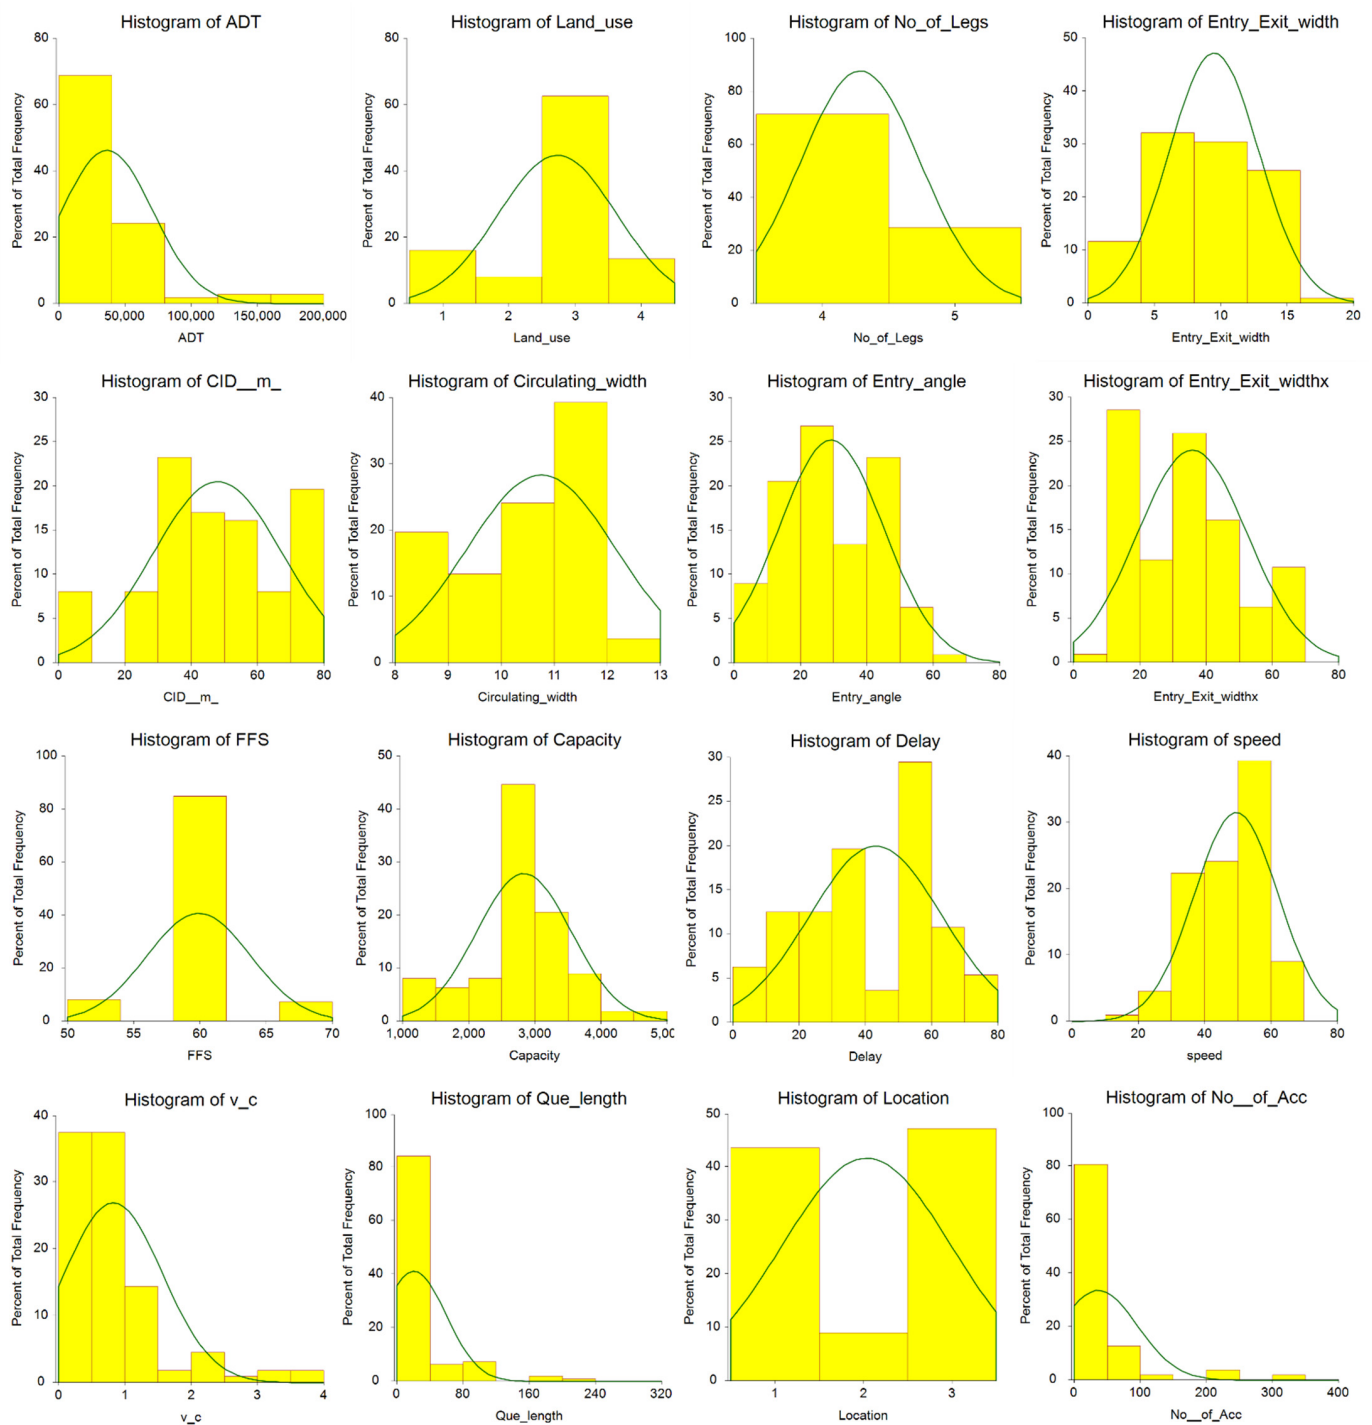 Histogram of ADT
Percent of Total Frequency
80
60
40
20
0
0 50,000 100,000 150,000 200,000
ADT
Histogram of Land_use
Percent of Total Frequency
80
60
40
20
0
1 2 3 4
Land_use
Histogram of No_of_Legs
Percent of Total Frequency
100
80
60
40
20
0
4 5
No_of_Legs
Histogram of Entry_Exit_width
Percent of Total Frequency
50
40
30
20
10
0
0 5 10 15 20
Entry_Exit_width
Histogram of CID__m_
Percent of Total Frequency
30
25
20
15
10
5
0
0 20 40 60 80
CID__m_
Histogram of Circulating_width
Percent of Total Frequency
40
30
20
10
0
8 9 10 11 12 13
Circulating_width
Histogram of Entry_angle
Percent of Total Frequency
30
25
20
15
10
5
0
0 20 40 60 80
Entry_angle
Histogram of Entry_Exit_widthx
Percent of Total Frequency
30
25
20
15
10
5
0
0 20 40 60 80
Entry_Exit_widthx
Histogram of FFS
Percent of Total Frequency
100
80
60
40
20
0
50 55 60 65 70
FFS
Histogram of Capacity
Percent of Total Frequency
50
40
30
20
10
0
1,000 2,000 3,000 4,000 5,000
Capacity
Histogram of Delay
Percent of Total Frequency
30
25
20
15
10
5
0
0 20 40 60 80
Delay
Histogram of speed
Percent of Total Frequency
40
30
20
10
0
0 20 40 60 80
speed
Histogram of v_c
Percent of Total Frequency
40
30
20
10
0
0 1 2 3 4
v_c
Histogram of Que_length
Percent of Total Frequency
100
80
60
40
20
0
0 80 160 240 320
Que_length
Histogram of Location
Percent of Total Frequency
50
40
30
20
10
0
1 2 3
Location
Histogram of No__of_Acc
Percent of Total Frequency
100
80
60
40
20
0
0 100 200 300 400
No__of_Acc